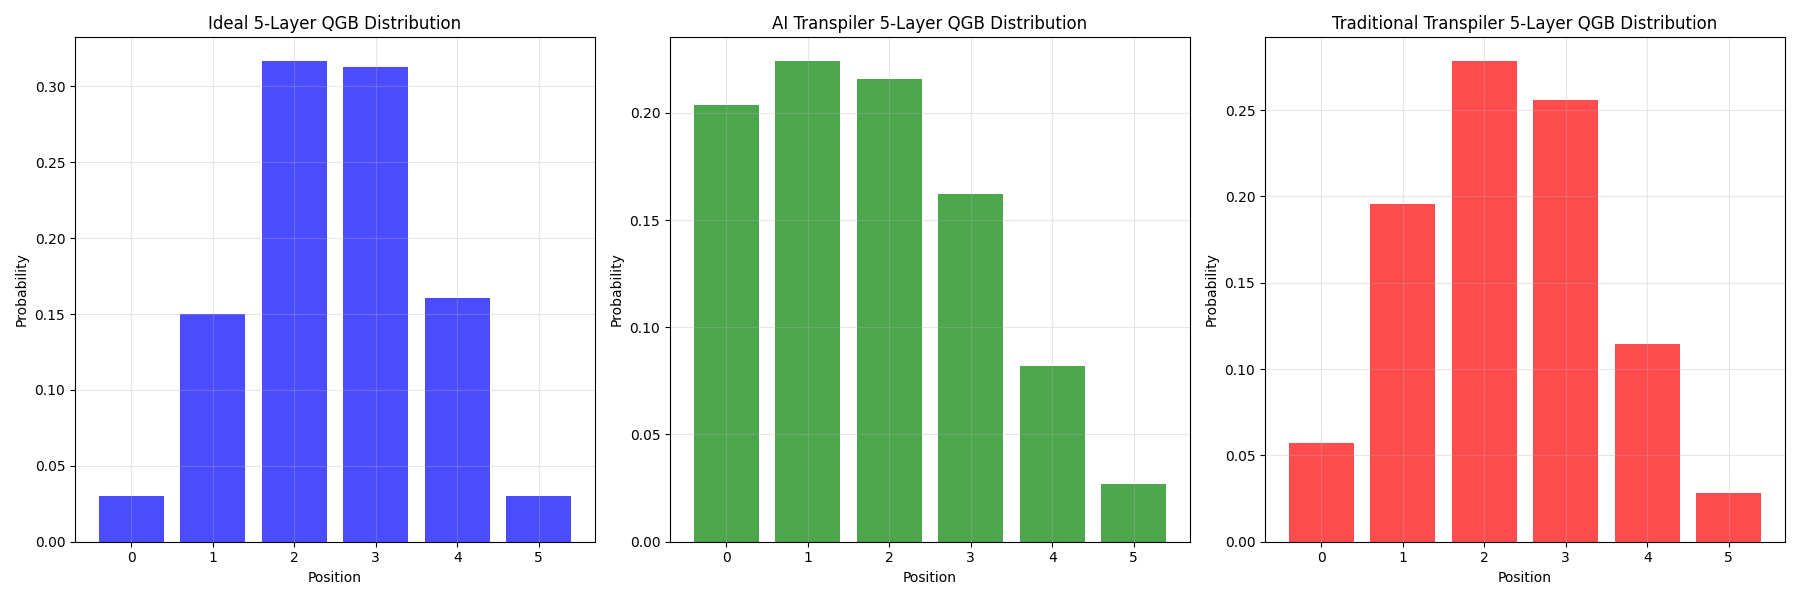 Ideal 5-Layer QGB Distribution
Probability
0.30
0.25
0.20
0.15
0.10
0.05
0.00
0 1 2 3 4 5
Position
AI Transpiler 5-Layer QGB Distribution
Probability
0.20
0.15
0.10
0.05
0.00
0 1 2 3 4 5
Position
Traditional Transpiler 5-Layer QGB Distribution
Probability
0.25
0.20
0.15
0.10
0.05
0.00
0 1 2 3 4 5
Position